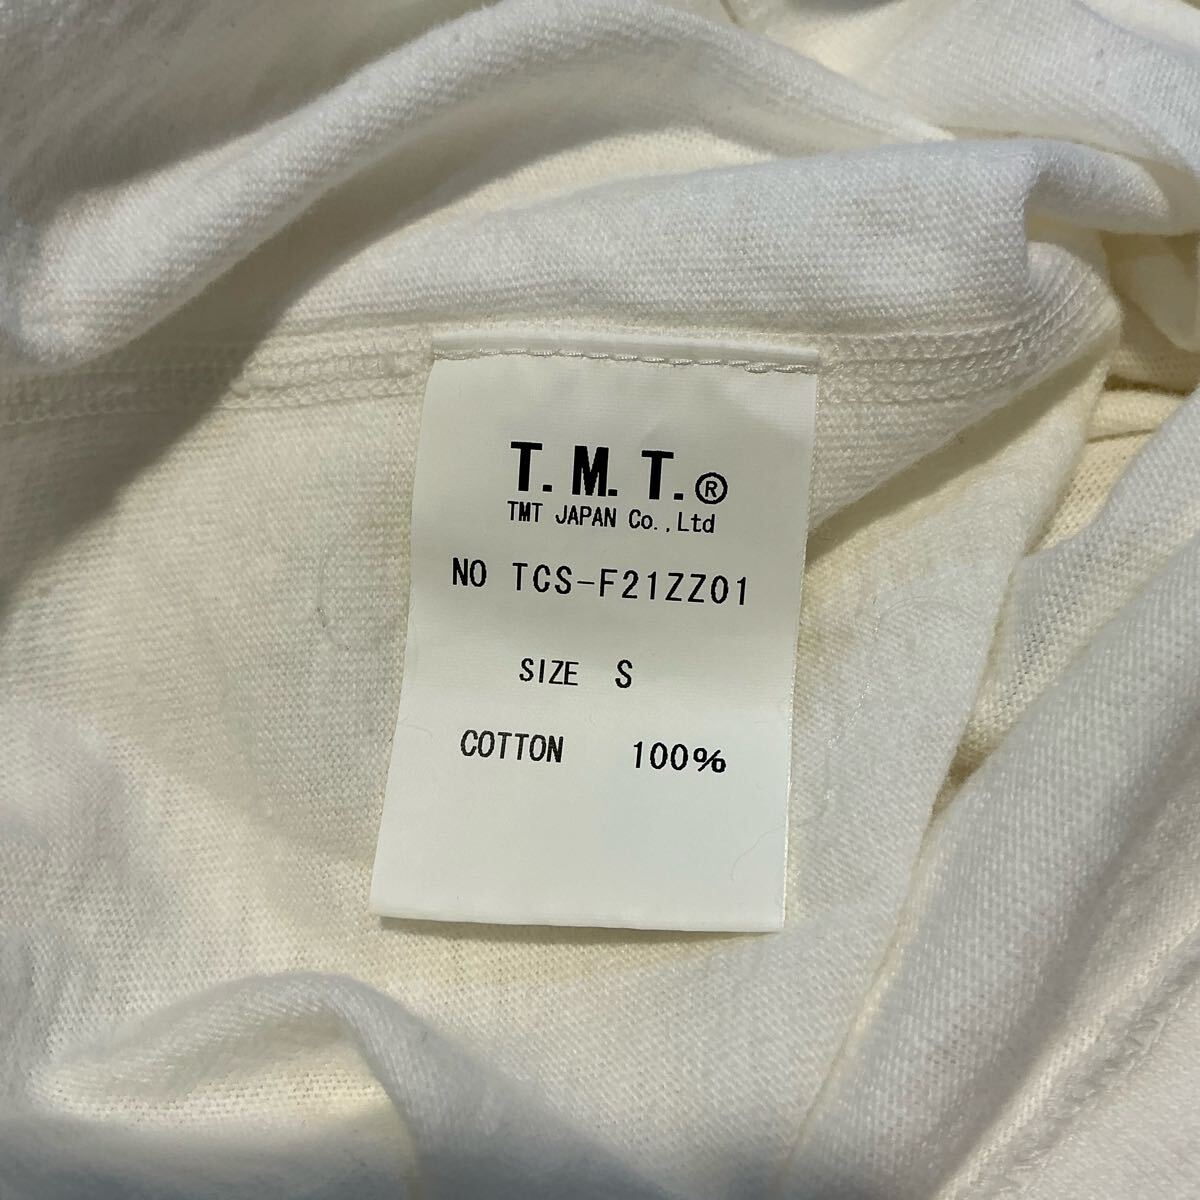 T.M.T.®
TMT JAPAN Co.,Ltd
NO TCS-F21ZZ01
SIZE S
COTTON 100%